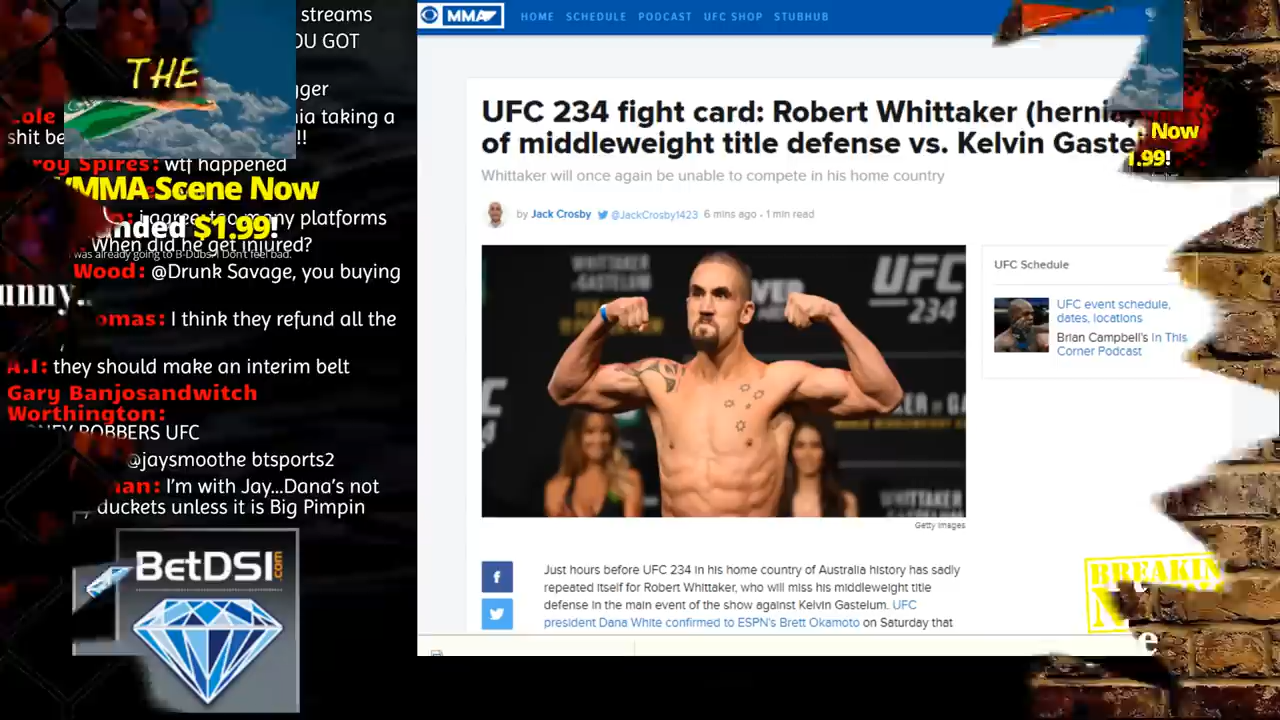 streams
OU GOT
THE
gger
ole
nia taking a
shit be
!!
roy Spires: wtf happened
MMA Scene Now
i agree too many platforms
nded $1.99!
When did he get injured?
was already going to B-Dubs. I Don't feel bad.
Wood: @Drunk Savage, you buying
unny..
omas: I think they refund all the
A.I: they should make an interim belt
Gary Banjosandwitch
Worthington:
ROBBERS UFC
@jaysmoothe btsports2
nan: I'm with Jay...Dana's not
duckets unless it is Big Pimpin
BetDSI.com
MMA
HOME SCHEDULE PODCAST UFC SHOP STUBHUB
UFC 234 fight card: Robert Whittaker (hernia)
of middleweight title defense vs. Kelvin Gaste
Now
1.99!
Whittaker will once again be unable to compete in his home country
by Jack Crosby @JackCrosby1423 6 mins ago • 1 min read
WHITTAKER
GASTELUM
UFC
234
WHITTAKER
Getty Images
UFC Schedule
UFC event schedule,
dates, locations
Brian Campbell's In This
Corner Podcast
Just hours before UFC 234 in his home country of Australia history has sadly
repeated itself for Robert Whittaker, who will miss his middleweight title
defense in the main event of the show against Kelvin Gastelum. UFC
president Dana White confirmed to ESPN's Brett Okamoto on Saturday that
BREAKIN
N
e